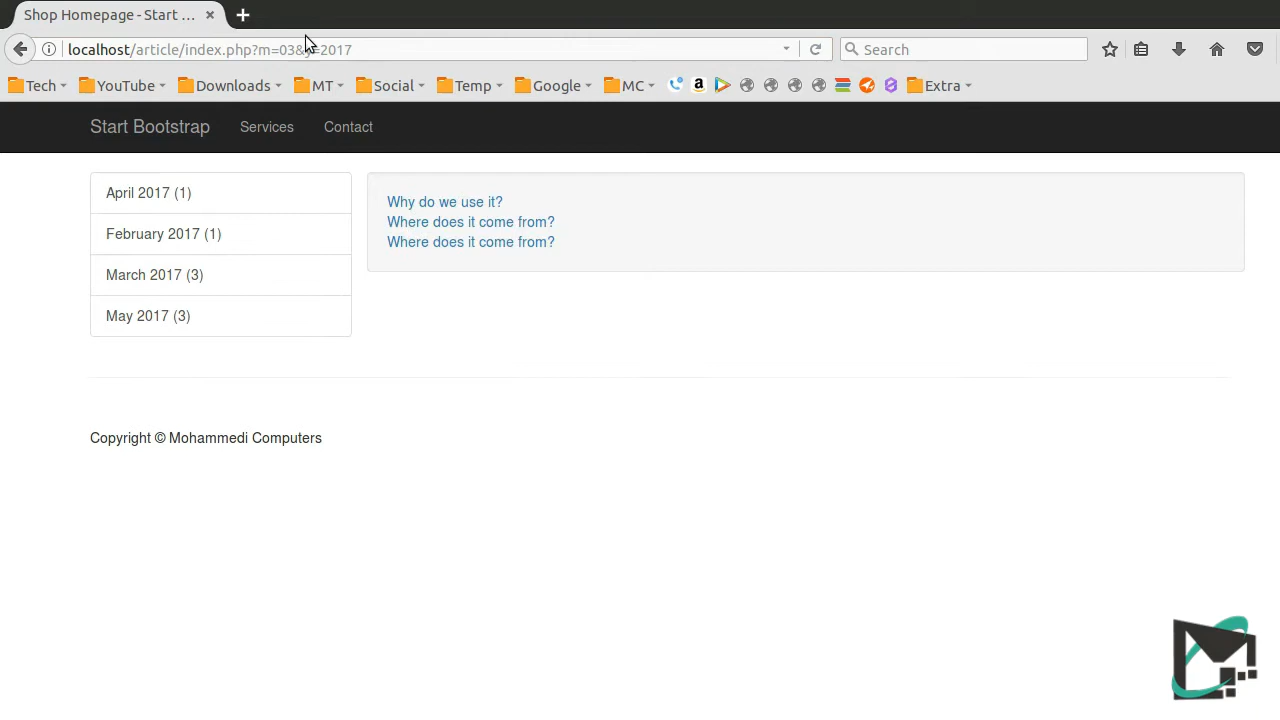 Shop Homepage - Start ...
localhost/article/index.php?m=03&y=2017
Search
Tech YouTube Downloads MT Social Temp Google MC Extra
Start Bootstrap Services Contact
April 2017 (1)
February 2017 (1)
March 2017 (3)
May 2017 (3)
Why do we use it?
Where does it come from?
Where does it come from?
Copyright © Mohammedi Computers